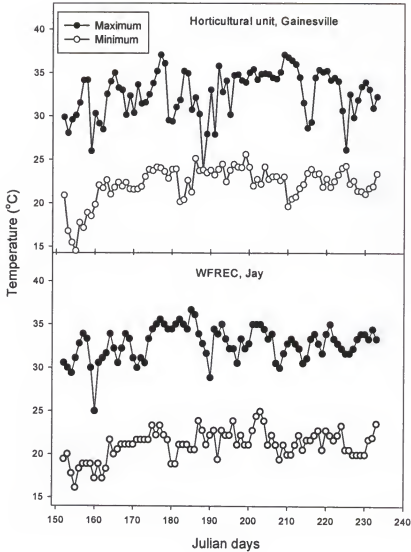 Horticultural unit, Gainesville
Maximum
Minimum
40
35
30
25
20
15
Temperature (°C)
WFREC, Jay
40
35
30
25
20
15
150 160 170 180 190 200 210 220 230 240
Julian days